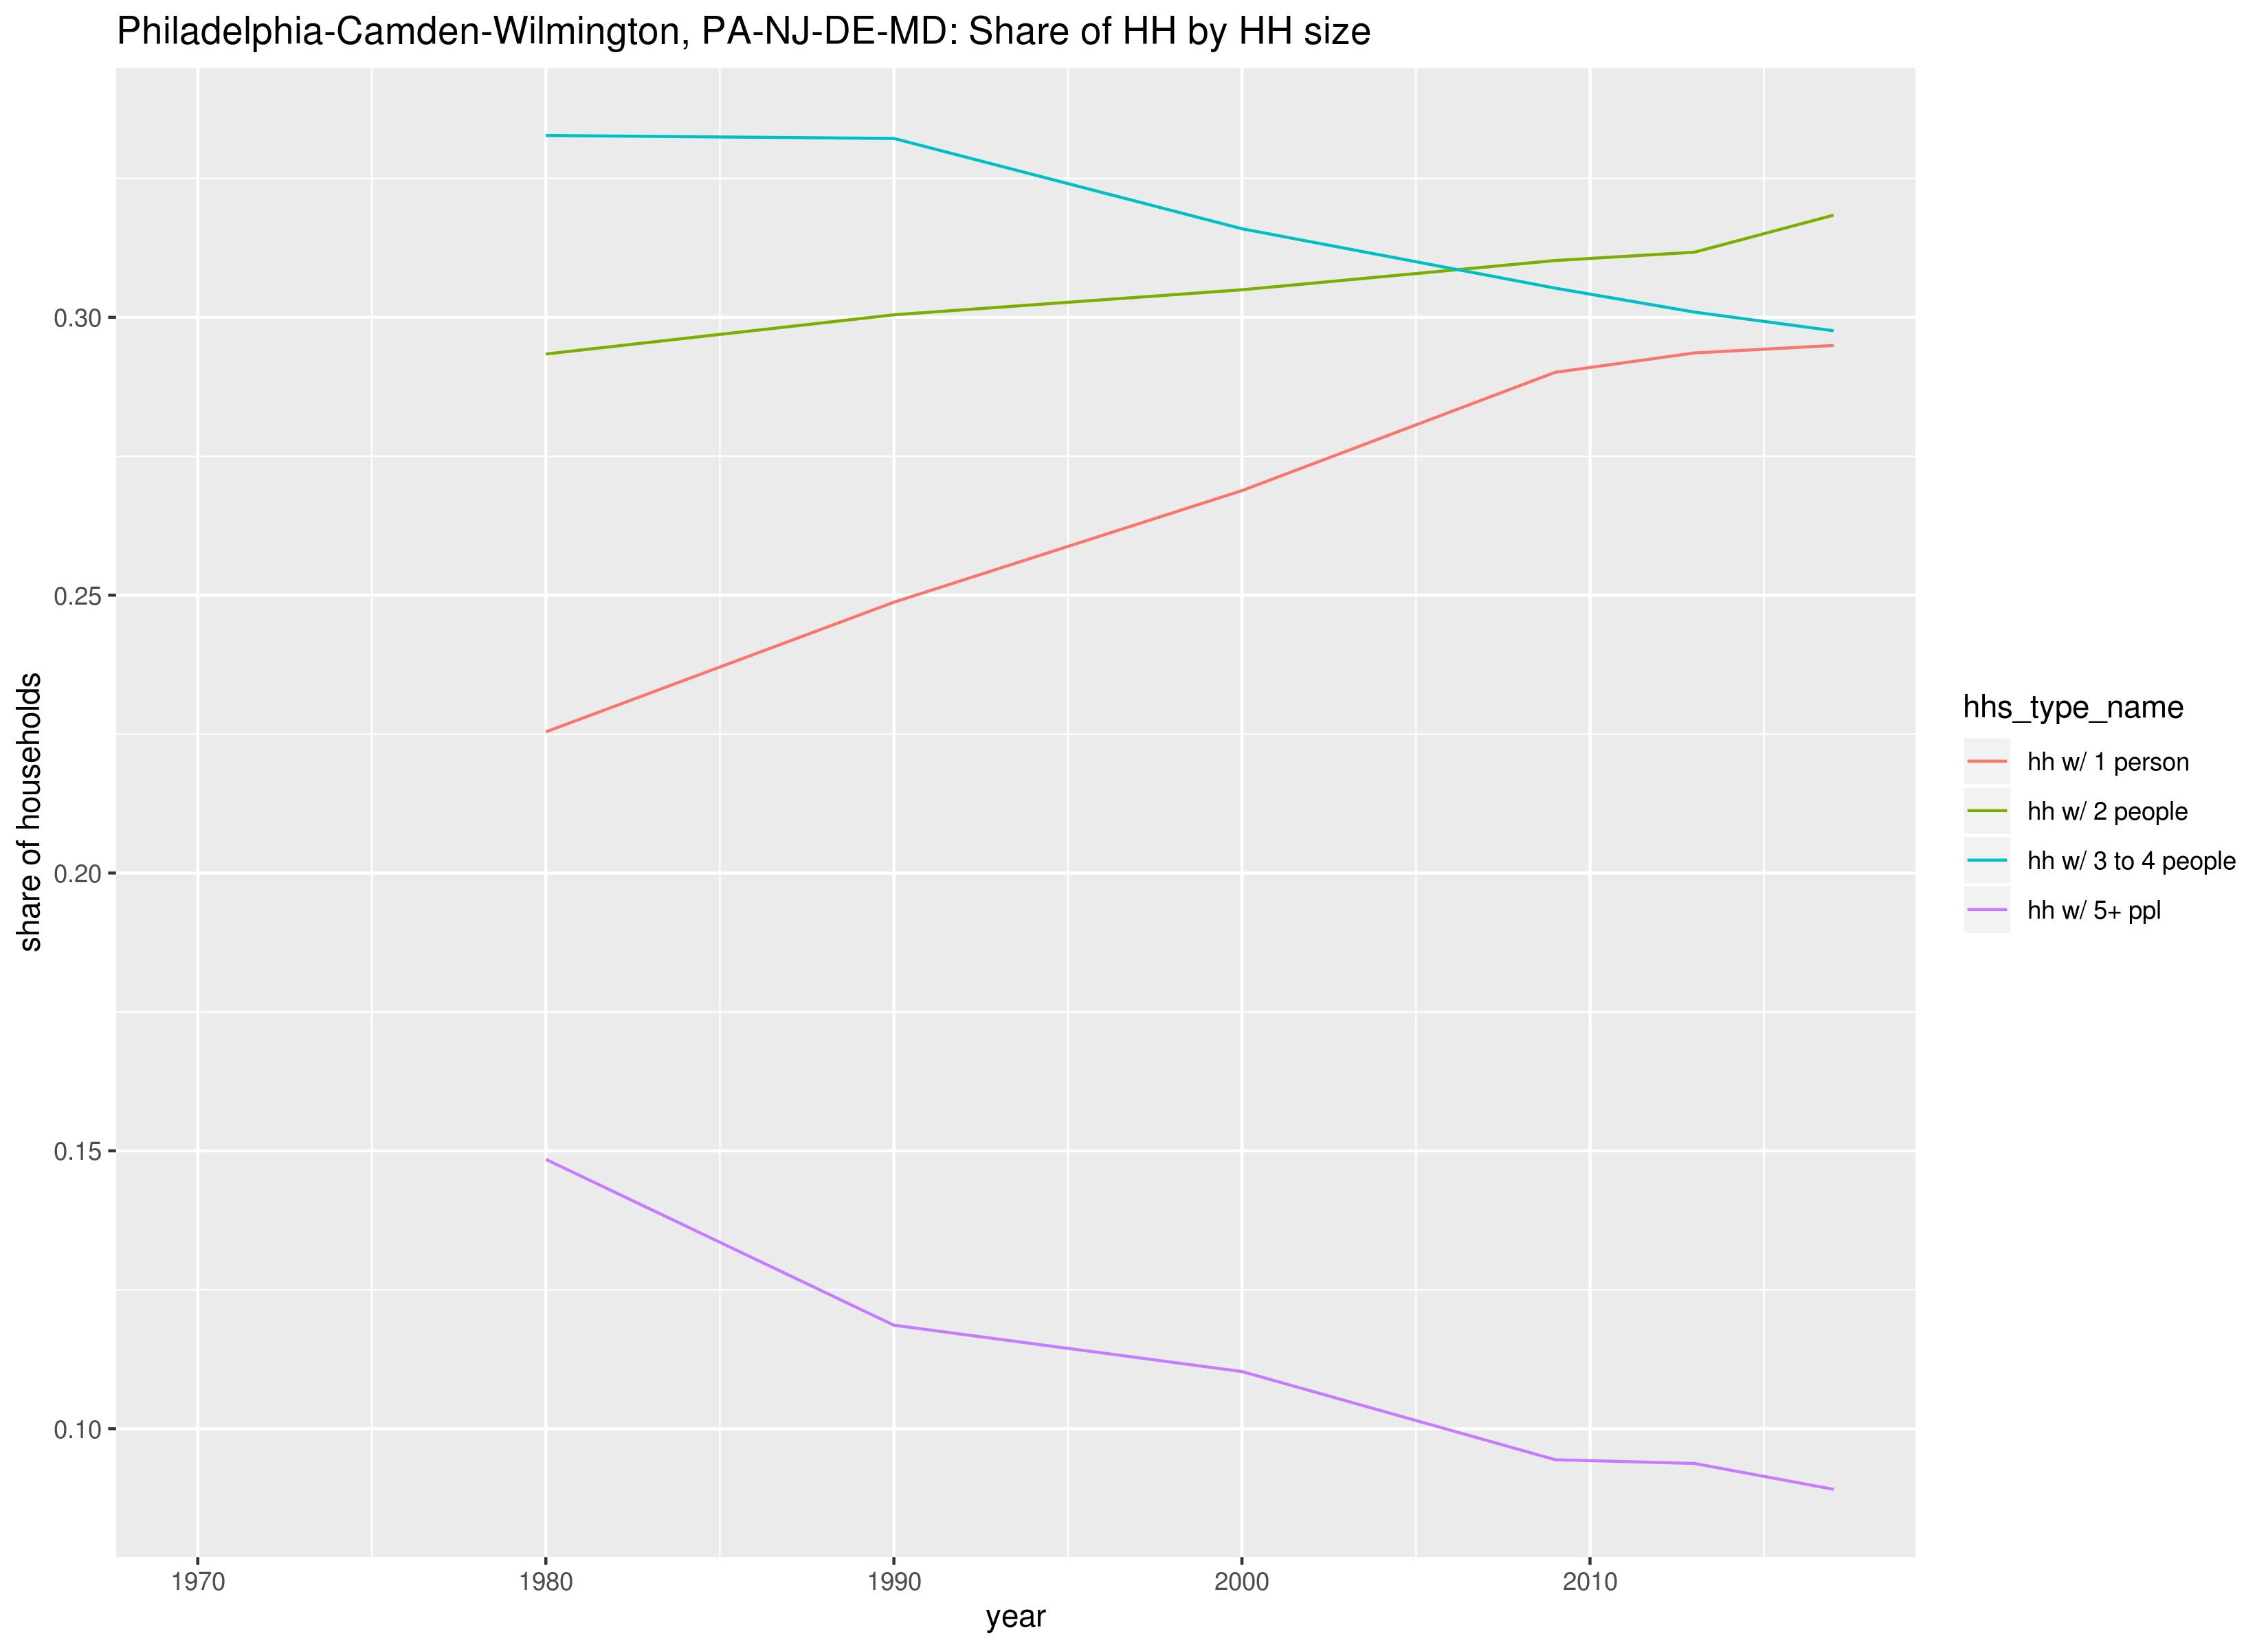 Philadelphia-Camden-Wilmington, PA-NJ-DE-MD: Share of HH by HH size
share of households
0.30
0.25
0.20
0.15
0.10
1970
1980
1990
2000
2010
year
hhs_type_name
hh w/ 1 person
hh w/ 2 people
hh w/ 3 to 4 people
hh w/ 5+ ppl